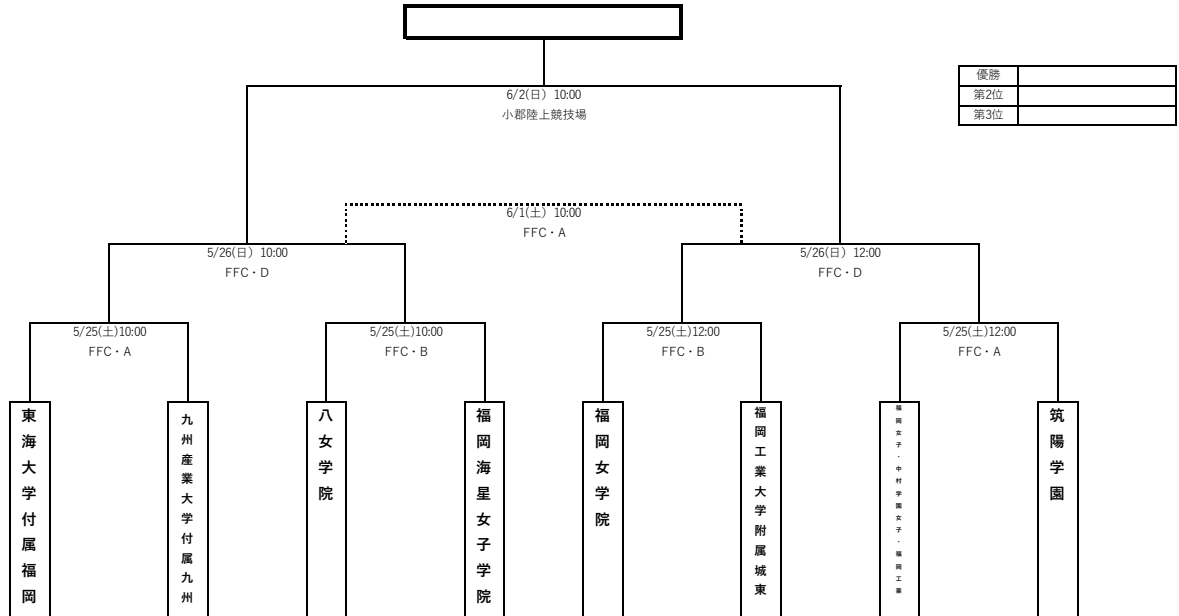 6/2(日) 10:00
小郡陸上競技場
優勝
第2位
第3位
6/1(土) 10:00
FFC・A
5/26(日) 10:00
FFC・D
5/26(日) 12:00
FFC・D
5/25(土)10:00
FFC・A
5/25(土)10:00
FFC・B
5/25(土)12:00
FFC・B
5/25(土)12:00
FFC・A
東海大学付属福岡
九州産業大学付属九州
八女学院
福岡海星女子学院
福岡女学院
福岡工業大学附属城東
福岡女子・中村学園女子・福岡工業
筑陽学園